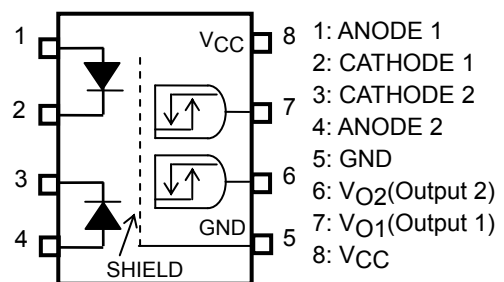 1
2
3
4
VCC
GND
SHIELD
8
7
6
5
1: ANODE 1
2: CATHODE 1
3: CATHODE 2
4: ANODE 2
5: GND
6: VO2(Output 2)
7: VO1(Output 1)
8: VCC